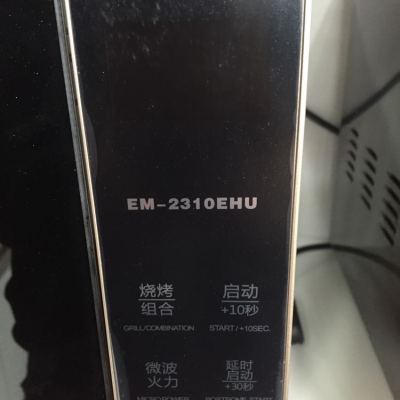 EM-2310EHU
烧烤 启动
组合 +10秒
GRILL/COMBINATION START/+10SEC.
微波 延时
火力 启动
+30秒